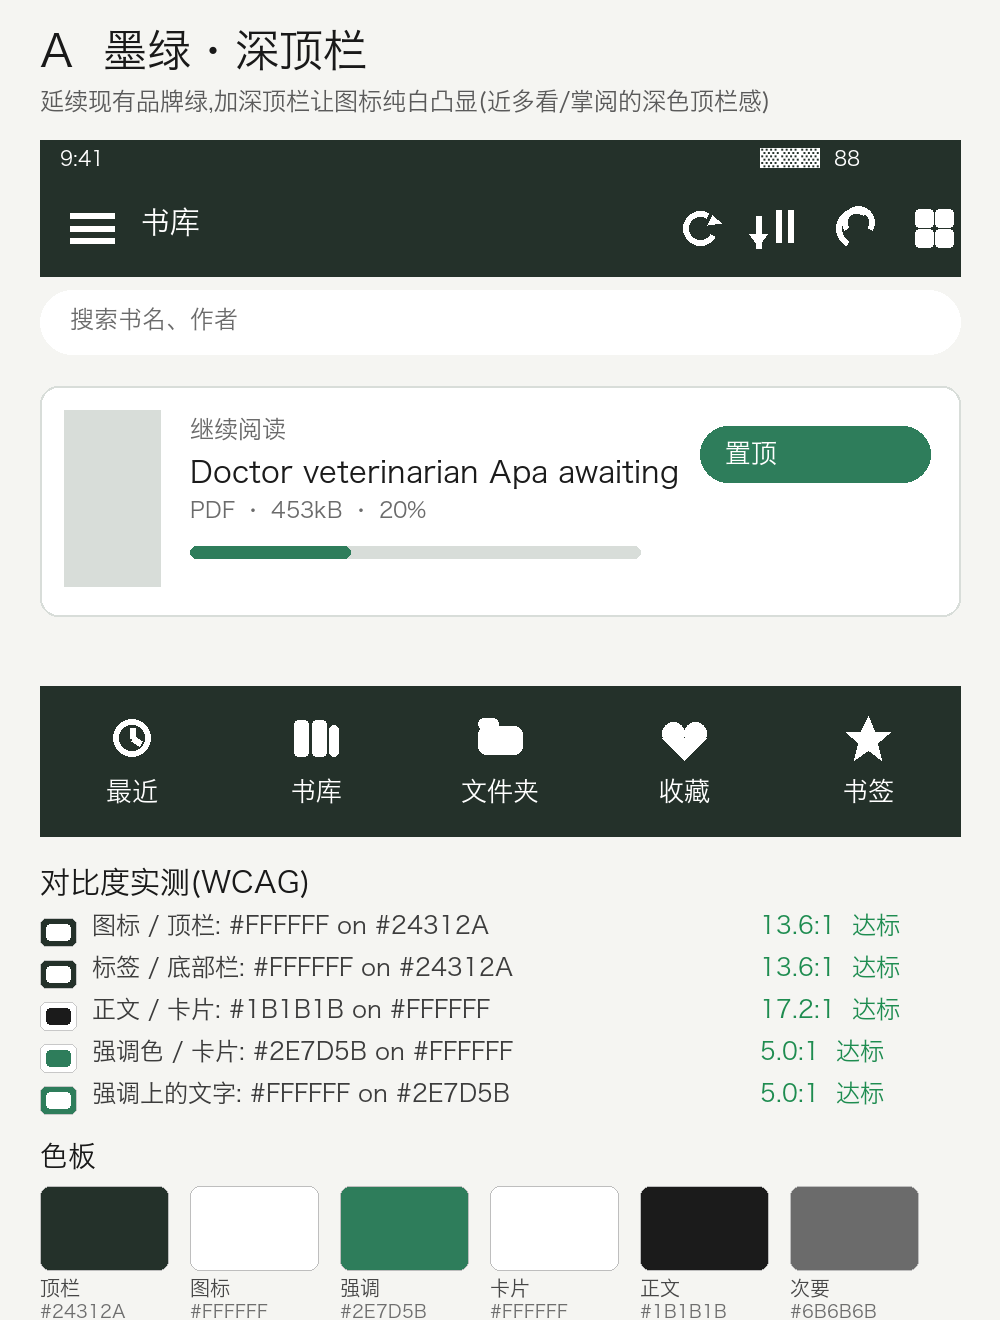 A 墨绿·深顶栏
延续现有品牌绿,加深顶栏让图标纯白凸显(近多看/掌阅的深色顶栏感)
9:41 88
书库
搜索书名、作者
继续阅读
Doctor veterinarian Apa awaiting
置顶
PDF · 453kB · 20%
最近 书库 文件夹 收藏 书签
对比度实测(WCAG)
图标 / 顶栏: #FFFFFF on #24312A 13.6:1 达标
标签 / 底部栏: #FFFFFF on #24312A 13.6:1 达标
正文 / 卡片: #1B1B1B on #FFFFFF 17.2:1 达标
强调色 / 卡片: #2E7D5B on #FFFFFF 5.0:1 达标
强调上的文字: #FFFFFF on #2E7D5B 5.0:1 达标
色板
顶栏 图标 强调 卡片 正文 次要
#24312A #FFFFFF #2E7D5B #FFFFFF #1B1B1B #6B6B6B